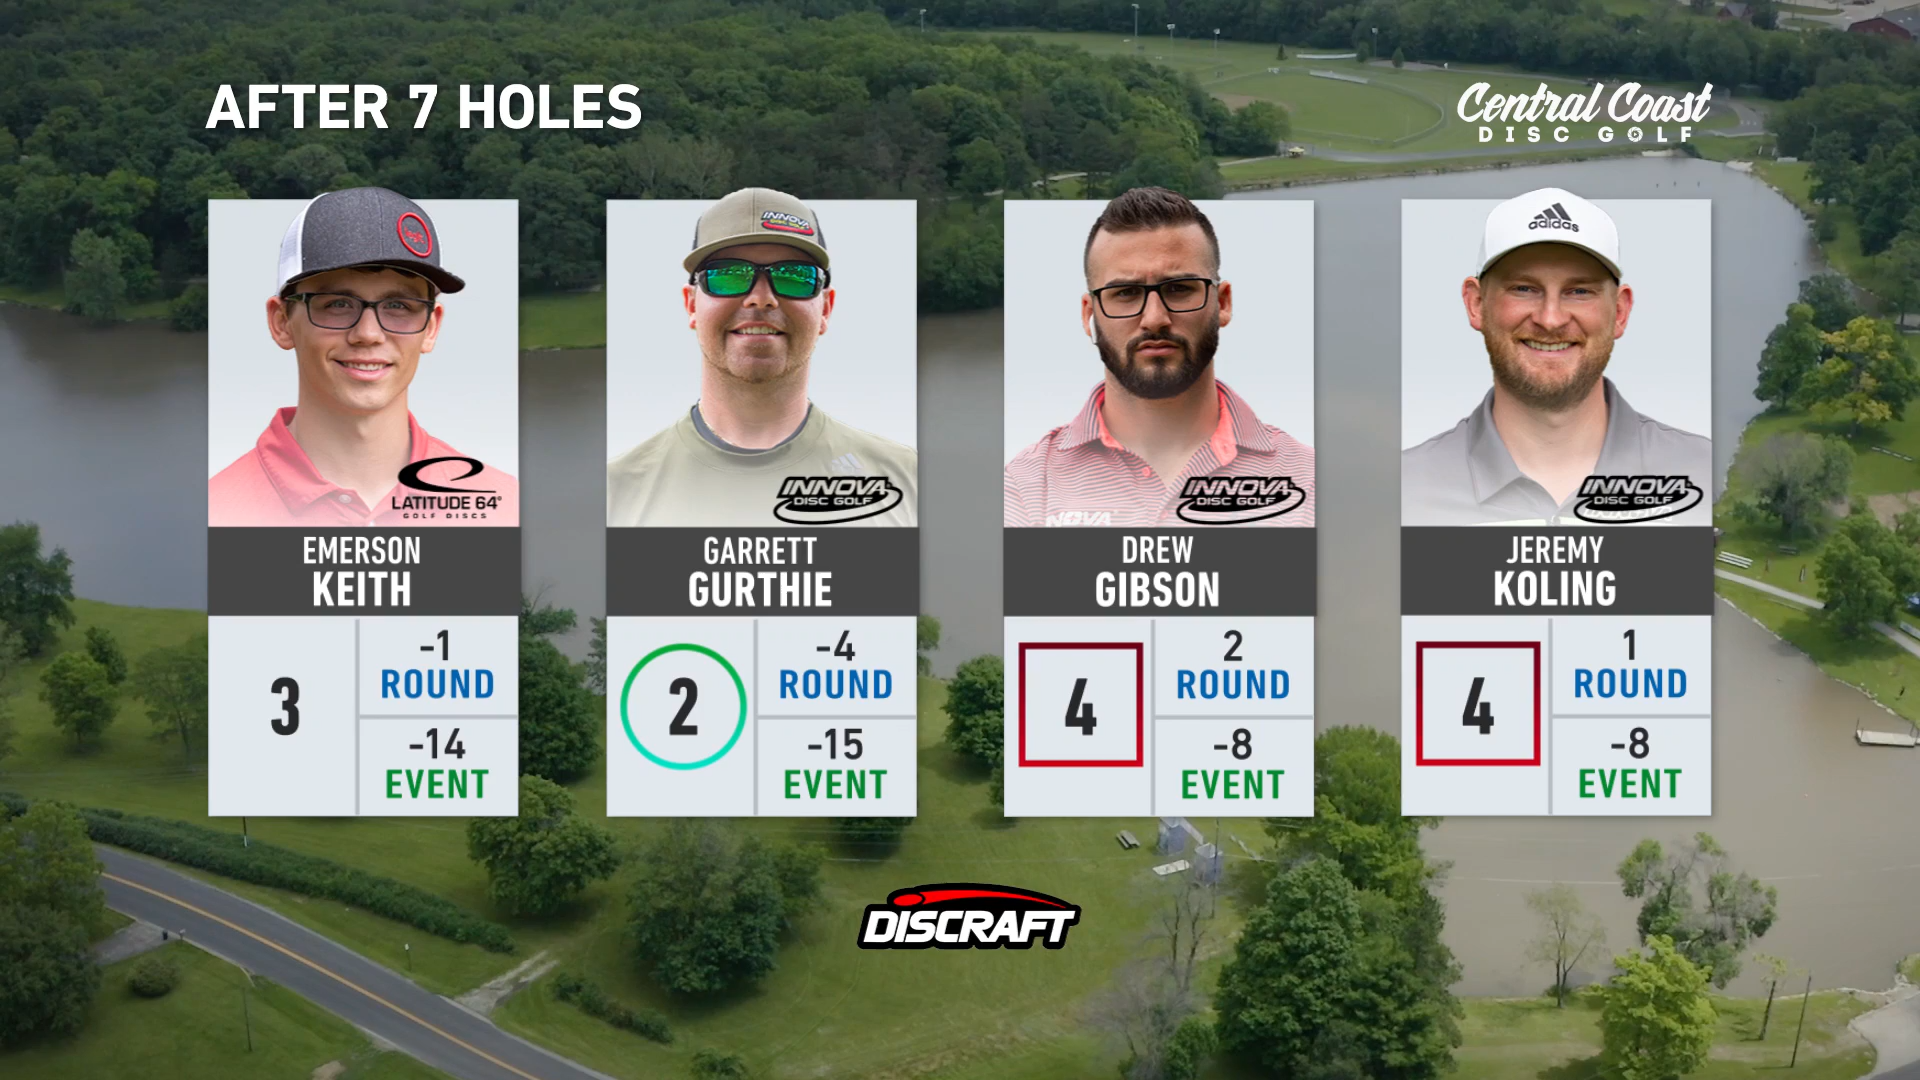 AFTER 7 HOLES
Central Coast
DISC GOLF
INNOVA
DISC GOLF
adidas
LATITUDE 64°
GOLF DISCS
INNOVA
DISC GOLF
INNOVA
DISC GOLF
INNOVA
DISC GOLF
EMERSON
KEITH
GARRETT
GURTHIE
DREW
GIBSON
JEREMY
KOLING
3
-1
ROUND
-14
EVENT
2
-4
ROUND
-15
EVENT
4
2
ROUND
-8
EVENT
4
1
ROUND
-8
EVENT
DISCRAFT